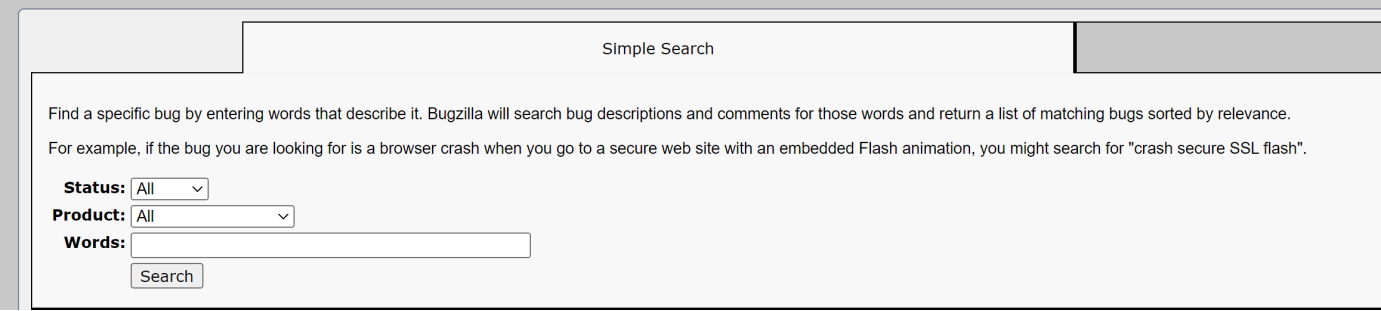 Simple Search
Find a specific bug by entering words that describe it. Bugzilla will search bug descriptions and comments for those words and return a list of matching bugs sorted by relevance.
For example, if the bug you are looking for is a browser crash when you go to a secure web site with an embedded Flash animation, you might search for "crash secure SSL flash".
Status: All
Product: All
Words:
Search